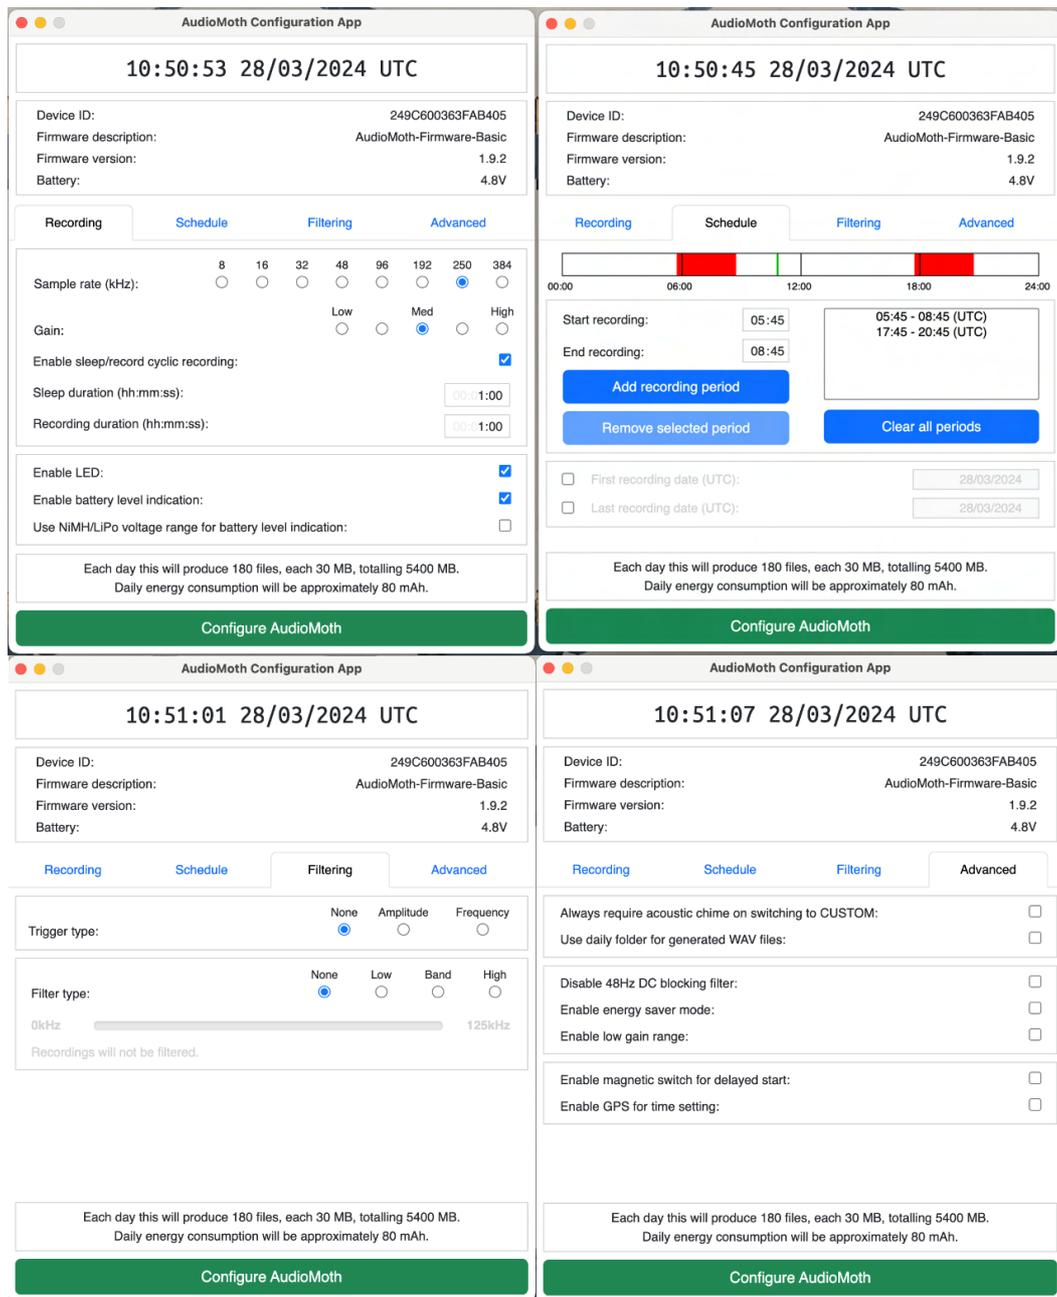 AudioMoth Configuration App
10:50:53 28/03/2024 UTC
Device ID: 249C600363FAB405
Firmware description: AudioMoth-Firmware-Basic
Firmware version: 1.9.2
Battery: 4.8V
Recording Schedule Filtering Advanced
8 16 32 48 96 192 250 384
Sample rate (kHz):
Low Med High
Gain:
Enable sleep/record cyclic recording:
Sleep duration (hh:mm:ss): 00:01:00
Recording duration (hh:mm:ss): 00:01:00
Enable LED:
Enable battery level indication:
Use NiMH/LiPo voltage range for battery level indication:
Each day this will produce 180 files, each 30 MB, totalling 5400 MB.
Daily energy consumption will be approximately 80 mAh.
Configure AudioMoth
AudioMoth Configuration App
10:50:45 28/03/2024 UTC
Device ID: 249C600363FAB405
Firmware description: AudioMoth-Firmware-Basic
Firmware version: 1.9.2
Battery: 4.8V
Recording Schedule Filtering Advanced
00:00 06:00 12:00 18:00 24:00
Start recording: 05:45
End recording: 08:45
Add recording period
Remove selected period
05:45 - 08:45 (UTC)
17:45 - 20:45 (UTC)
Clear all periods
First recording date (UTC): 28/03/2024
Last recording date (UTC): 28/03/2024
Each day this will produce 180 files, each 30 MB, totalling 5400 MB.
Daily energy consumption will be approximately 80 mAh.
Configure AudioMoth
AudioMoth Configuration App
10:51:01 28/03/2024 UTC
Device ID: 249C600363FAB405
Firmware description: AudioMoth-Firmware-Basic
Firmware version: 1.9.2
Battery: 4.8V
Recording Schedule Filtering Advanced
None Amplitude Frequency
Trigger type:
None Low Band High
Filter type:
0kHz 125kHz
Recordings will not be filtered.
Each day this will produce 180 files, each 30 MB, totalling 5400 MB.
Daily energy consumption will be approximately 80 mAh.
Configure AudioMoth
AudioMoth Configuration App
10:51:07 28/03/2024 UTC
Device ID: 249C600363FAB405
Firmware description: AudioMoth-Firmware-Basic
Firmware version: 1.9.2
Battery: 4.8V
Recording Schedule Filtering Advanced
Always require acoustic chime on switching to CUSTOM:
Use daily folder for generated WAV files:
Disable 48Hz DC blocking filter:
Enable energy saver mode:
Enable low gain range:
Enable magnetic switch for delayed start:
Enable GPS for time setting:
Each day this will produce 180 files, each 30 MB, totalling 5400 MB.
Daily energy consumption will be approximately 80 mAh.
Configure AudioMoth